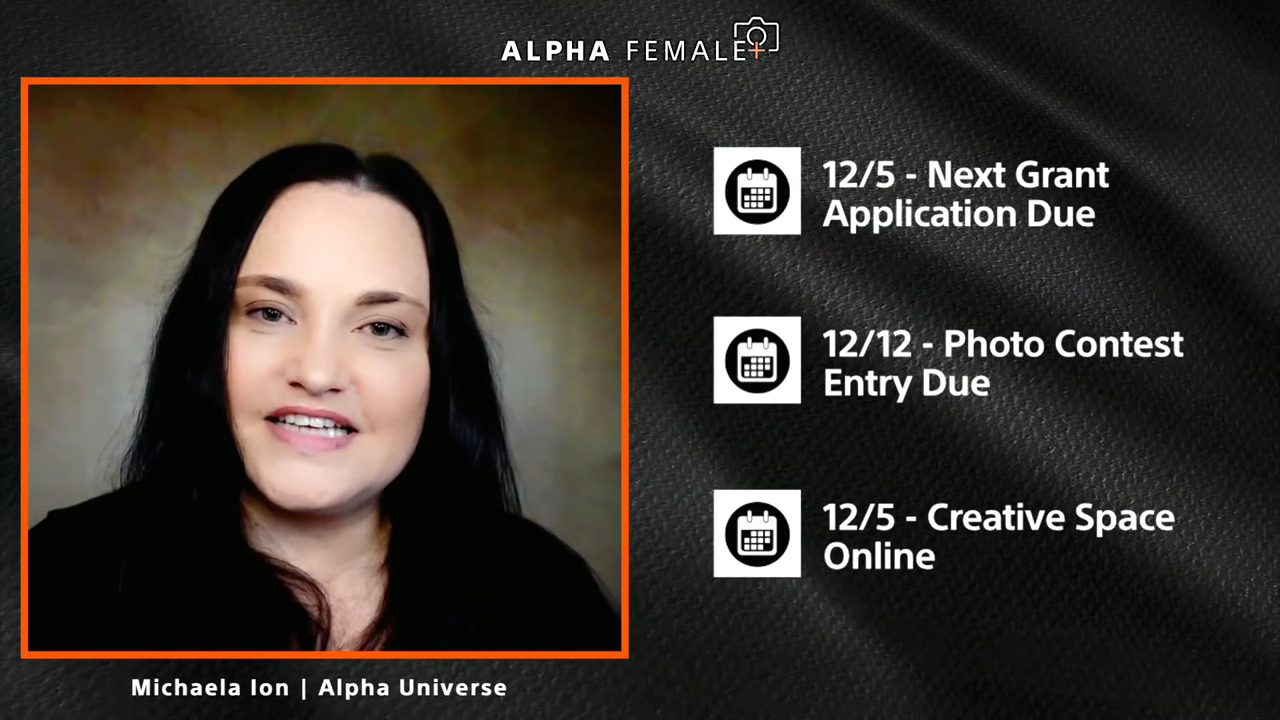 ALPHA FEMALE
12/5 - Next Grant
Application Due
12/12 - Photo Contest
Entry Due
12/5 - Creative Space
Online
Michaela Ion | Alpha Universe